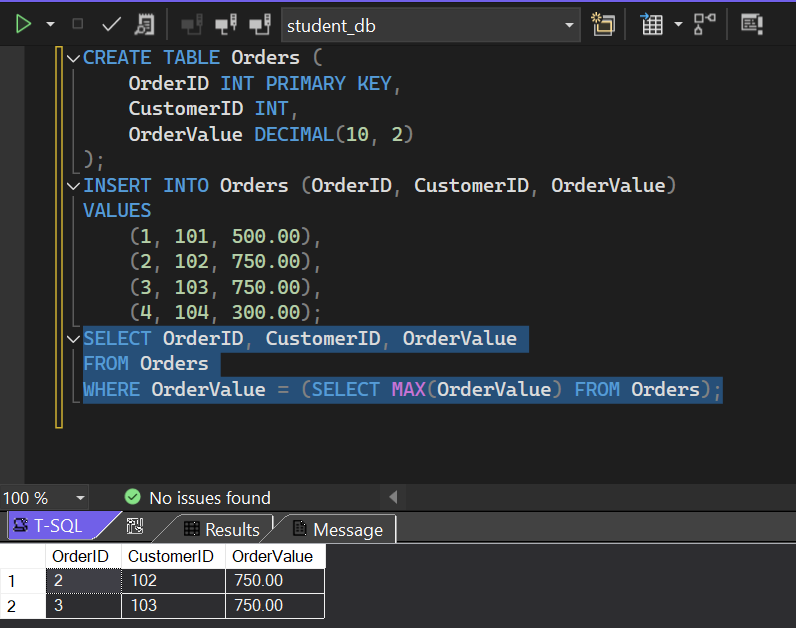 student_db
CREATE TABLE Orders (
OrderID INT PRIMARY KEY,
CustomerID INT,
OrderValue DECIMAL(10, 2)
);
INSERT INTO Orders (OrderID, CustomerID, OrderValue)
VALUES
(1, 101, 500.00),
(2, 102, 750.00),
(3, 103, 750.00),
(4, 104, 300.00);
SELECT OrderID, CustomerID, OrderValue
FROM Orders
WHERE OrderValue = (SELECT MAX(OrderValue) FROM Orders);
100 % No issues found
T-SQL Results Message
OrderID CustomerID OrderValue
1 2 102 750.00
2 3 103 750.00